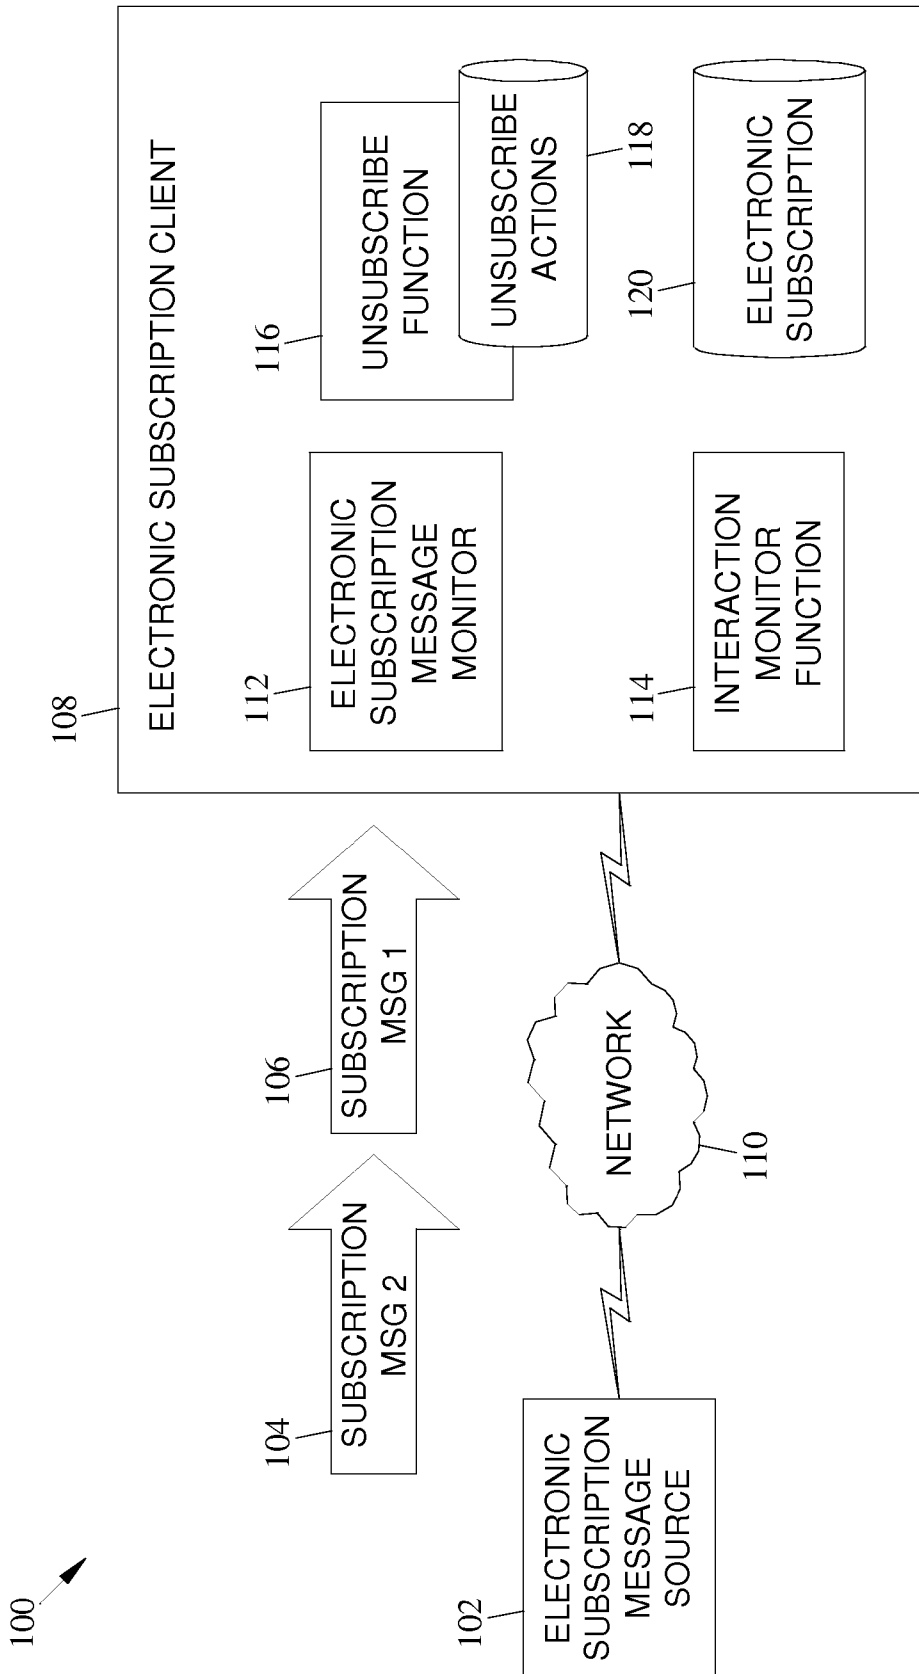 100
102
ELECTRONIC
SUBSCRIPTION
MESSAGE
SOURCE
104
SUBSCRIPTION
MSG 2
106
SUBSCRIPTION
MSG 1
NETWORK
110
108
ELECTRONIC SUBSCRIPTION CLIENT
112
ELECTRONIC
SUBSCRIPTION
MESSAGE
MONITOR
116
UNSUBSCRIBE
FUNCTION
UNSUBSCRIBE
ACTIONS
118
114
INTERACTION
MONITOR
FUNCTION
120
ELECTRONIC
SUBSCRIPTION